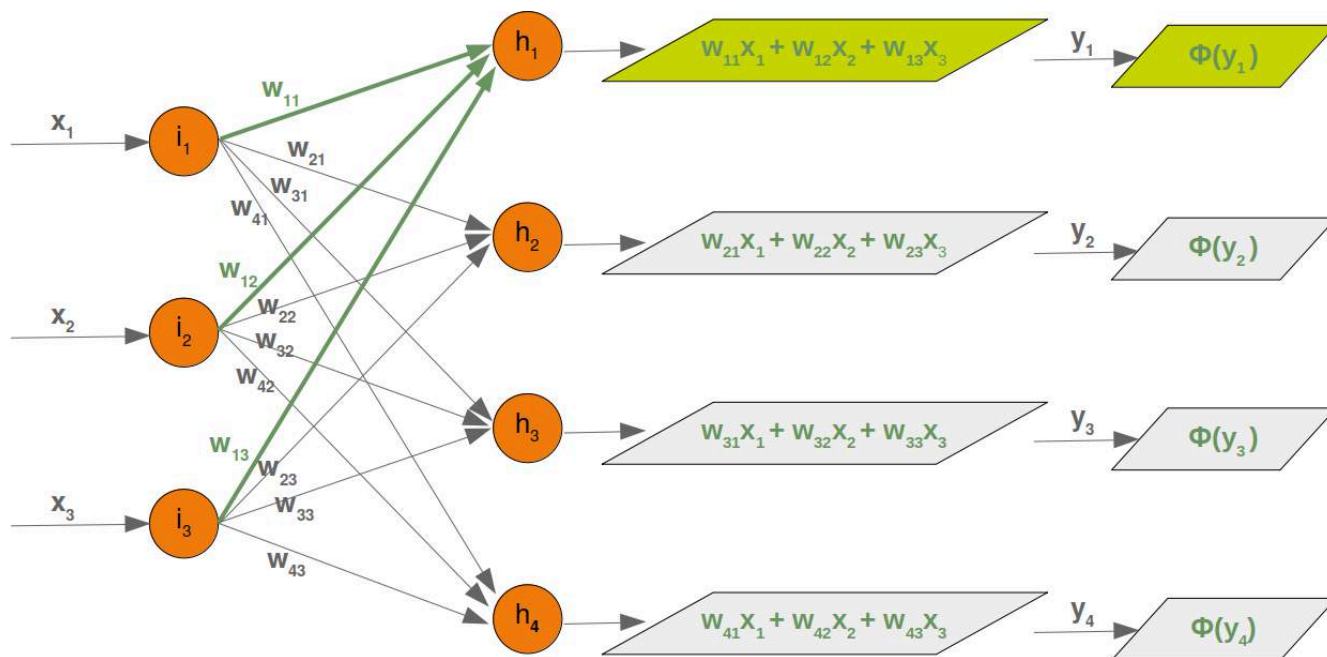 h₁ w₁₁x₁ + w₁₂x₂ + w₁₃x₃ y₁ Φ(y₁)
w₁₁
x₁ i₁
w₂₁
w₃₁
w₄₁
h₂ w₂₁x₁ + w₂₂x₂ + w₂₃x₃ y₂ Φ(y₂)
w₁₂
w₂₂
x₂ i₂
w₃₂
w₄₂
h₃ w₃₁x₁ + w₃₂x₂ + w₃₃x₃ y₃ Φ(y₃)
w₁₃
w₂₃
x₃ i₃
w₃₃
w₄₃
h₄ w₄₁x₁ + w₄₂x₂ + w₄₃x₃ y₄ Φ(y₄)